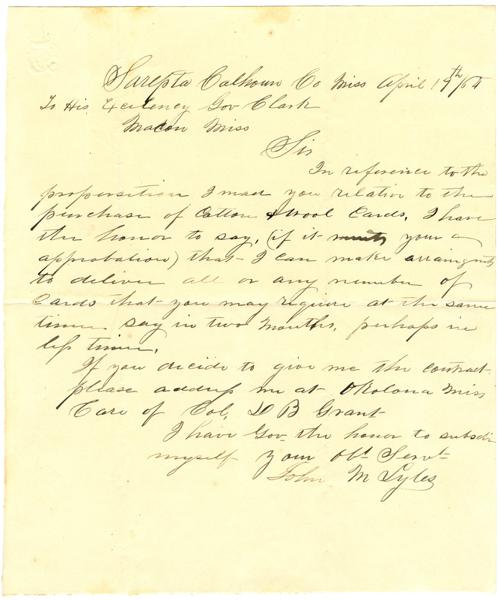 Sarepta Calhoun Co Miss April 19th/64
To His Excelency Gov Clark
Macon Miss
Sir
In reference to the
proposition I made you relative to the
purchase of Cotton & Wool Cards, I have
the honor to say, (if it meets your
approbation) that I can make arraingmts
to deliver all or any number of
Cards that you may require at the same
time say in two Months, perhaps in
less time.
If you decide to give me the contract
please address me at Okolona Miss
Care of Col. D B Grant
I have Gov the honor to subscribe
myself your Obt Servt
John M Lyles